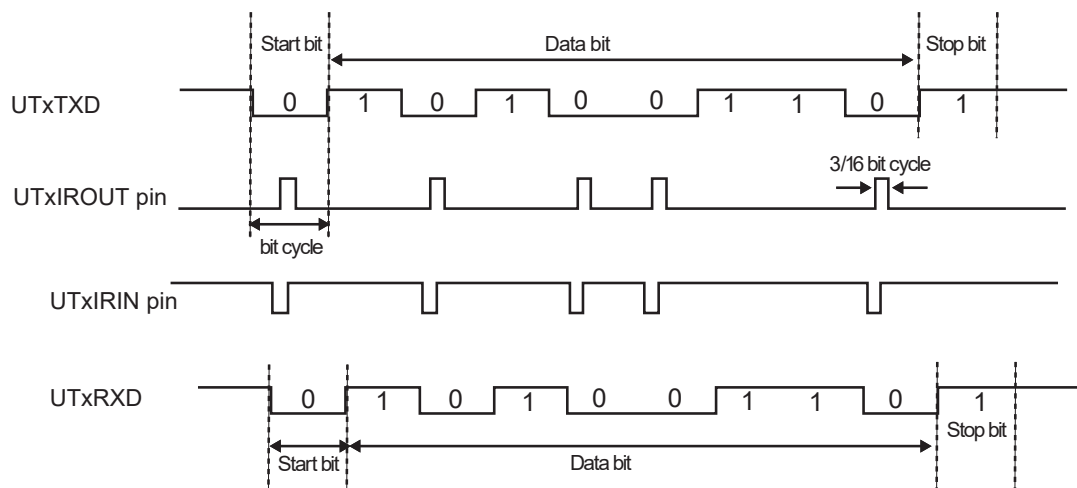 Start bit Data bit Stop bit
UTxTXD 0 1 0 1 0 0 1 1 0 1
3/16 bit cycle
UTxIROUT pin
bit cycle
UTxIRIN pin
UTxRXD 0 1 0 1 0 0 1 1 0 1
Stop bit
Start bit Data bit